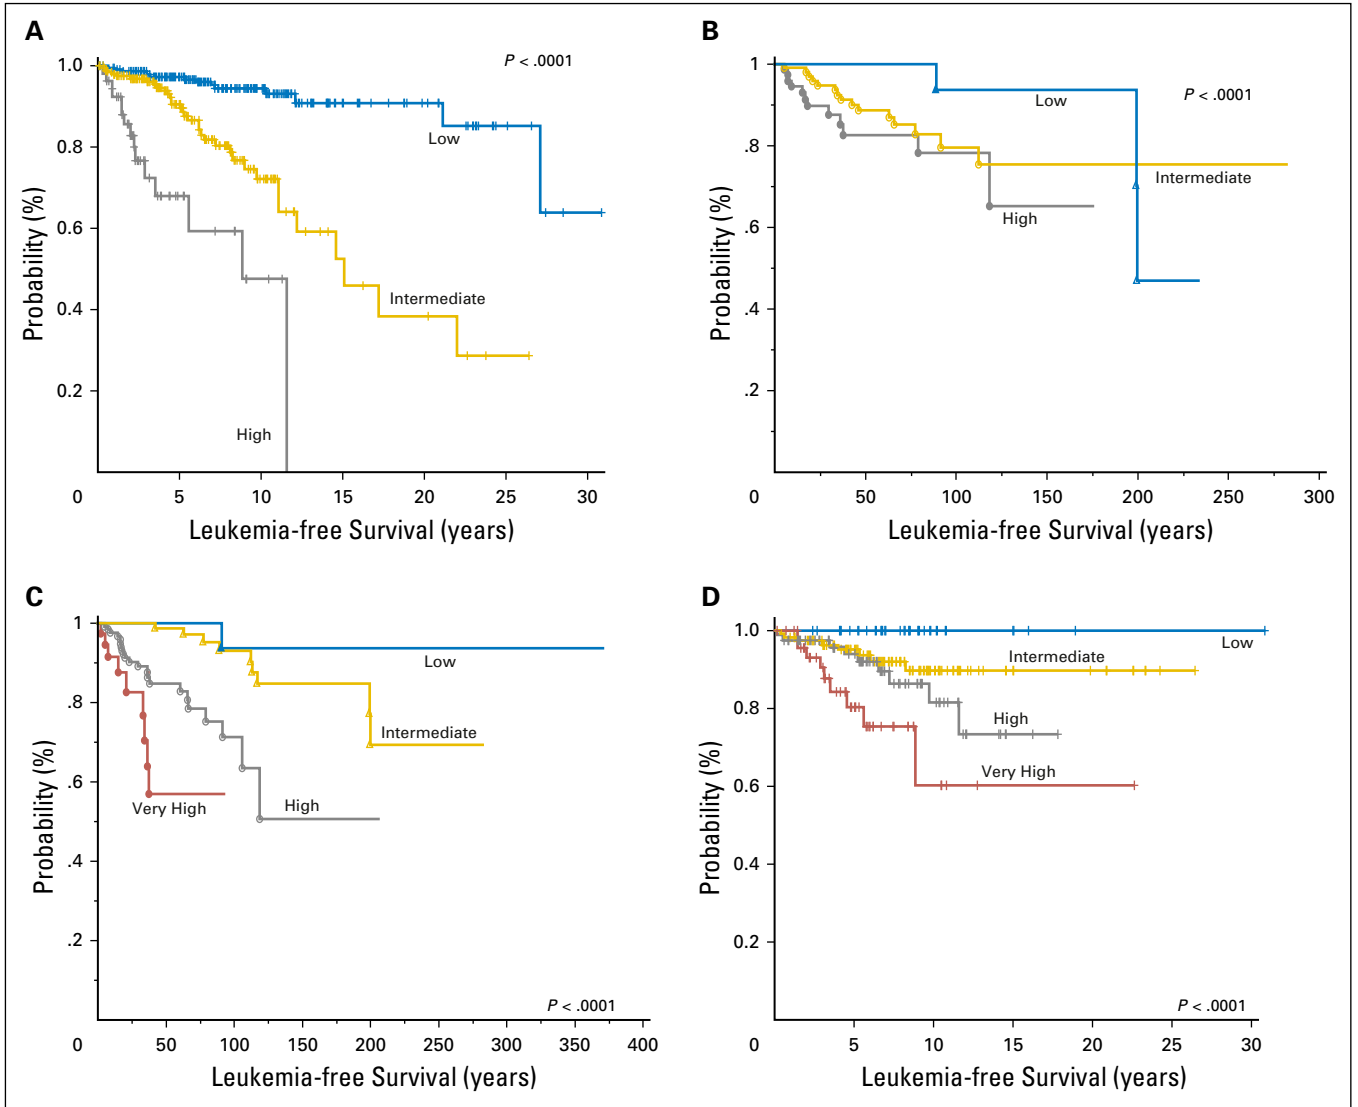 A
P < .0001
1.0
0.8
0.6
0.4
0.2
Probability (%)
Low
Intermediate
High
0 5 10 15 20 25 30
Leukemia-free Survival (years)
B
P < .0001
1
.8
.6
.4
.2
Probability (%)
Low
Intermediate
High
0 50 100 150 200 250 300
Leukemia-free Survival (years)
C
1
.8
.6
.4
.2
Probability (%)
Low
Intermediate
Very High
High
P < .0001
0 50 100 150 200 250 300 350 400
Leukemia-free Survival (years)
D
1.0
0.8
0.6
0.4
0.2
Probability (%)
Low
Intermediate
High
Very High
P < .0001
0 5 10 15 20 25 30
Leukemia-free Survival (years)